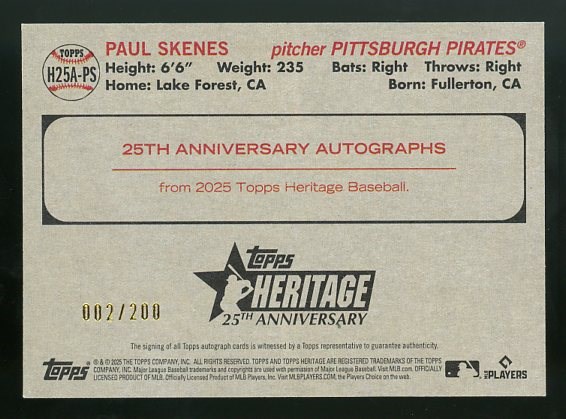 TOPPS
H25A-PS
PAUL SKENES pitcher PITTSBURGH PIRATES®
Height: 6'6" Weight: 235 Bats: Right Throws: Right
Home: Lake Forest, CA Born: Fullerton, CA
25TH ANNIVERSARY AUTOGRAPHS
from 2025 Topps Heritage Baseball.
topps
HERITAGE
25TH ANNIVERSARY
002/200
The signing of all Topps autograph cards is witnessed by a Topps representative to guarantee authenticity.
topps
® & © 2025 THE TOPPS COMPANY, INC. ALL RIGHTS RESERVED. TOPPS AND TOPPS HERITAGE ARE REGISTERED TRADEMARKS OF THE TOPPS
COMPANY, INC. Major League Baseball trademarks and copyrights are used with permission of Major League Baseball. Visit MLB.com. OFFICIALLY
LICENSED PRODUCT OF MLB. Officially Licensed Product of MLB Players, Inc. Visit MLBPLAYERS.com, the Players Choice on the web.
MLB PLAYERS